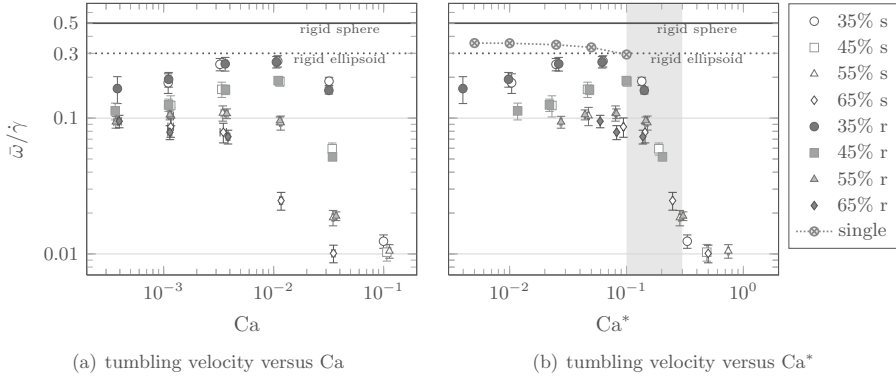 0.5
0.3
0.1
0.01
ω̄/γ̇
rigid sphere
rigid ellipsoid
10⁻³
10⁻²
10⁻¹
Ca
(a) tumbling velocity versus Ca
rigid sphere
rigid ellipsoid
10⁻²
10⁻¹
10⁰
Ca*
(b) tumbling velocity versus Ca*
35% s
45% s
55% s
65% s
35% r
45% r
55% r
65% r
single